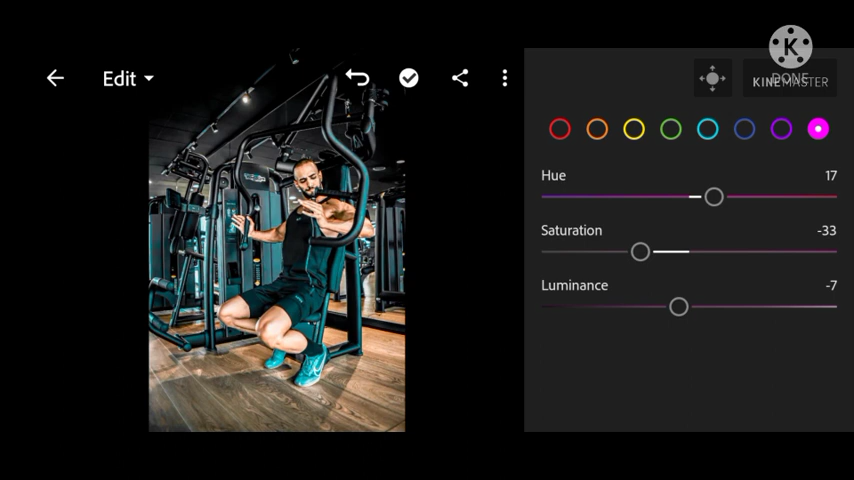 Edit
DONE
KINEMASTER
Hue 17
Saturation -33
Luminance -7